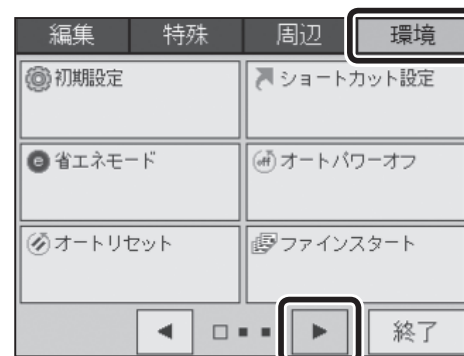 編集 特殊 周辺 環境
初期設定 ショートカット設定
省エネモード オートパワーオフ
オートリセット ファインスタート
終了